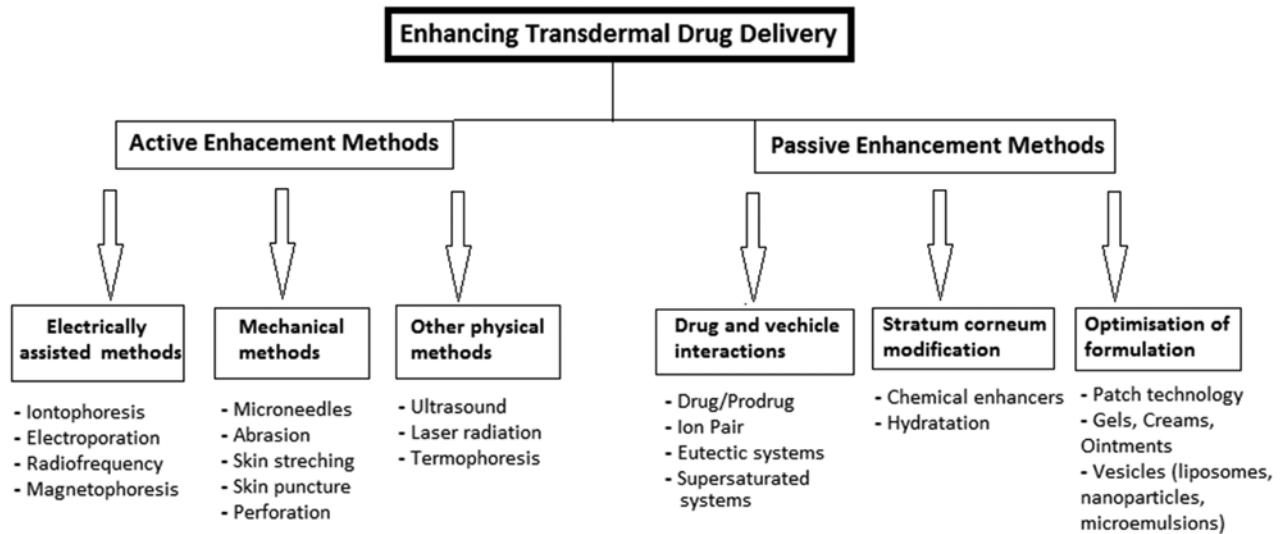 Enhancing Transdermal Drug Delivery
Active Enhacement Methods
Passive Enhancement Methods
Electrically
assisted methods
- Iontophoresis
- Electroporation
- Radiofrequency
- Magnetophoresis
Mechanical
methods
- Microneedles
- Abrasion
- Skin streching
- Skin puncture
- Perforation
Other physical
methods
- Ultrasound
- Laser radiation
- Termophoresis
Drug and vechicle
interactions
- Drug/Prodrug
- Ion Pair
- Eutectic systems
- Supersaturated
systems
Stratum corneum
modification
- Chemical enhancers
- Hydratation
Optimisation of
formulation
- Patch technology
- Gels, Creams,
Ointments
- Vesicles (liposomes,
nanoparticles,
microemulsions)